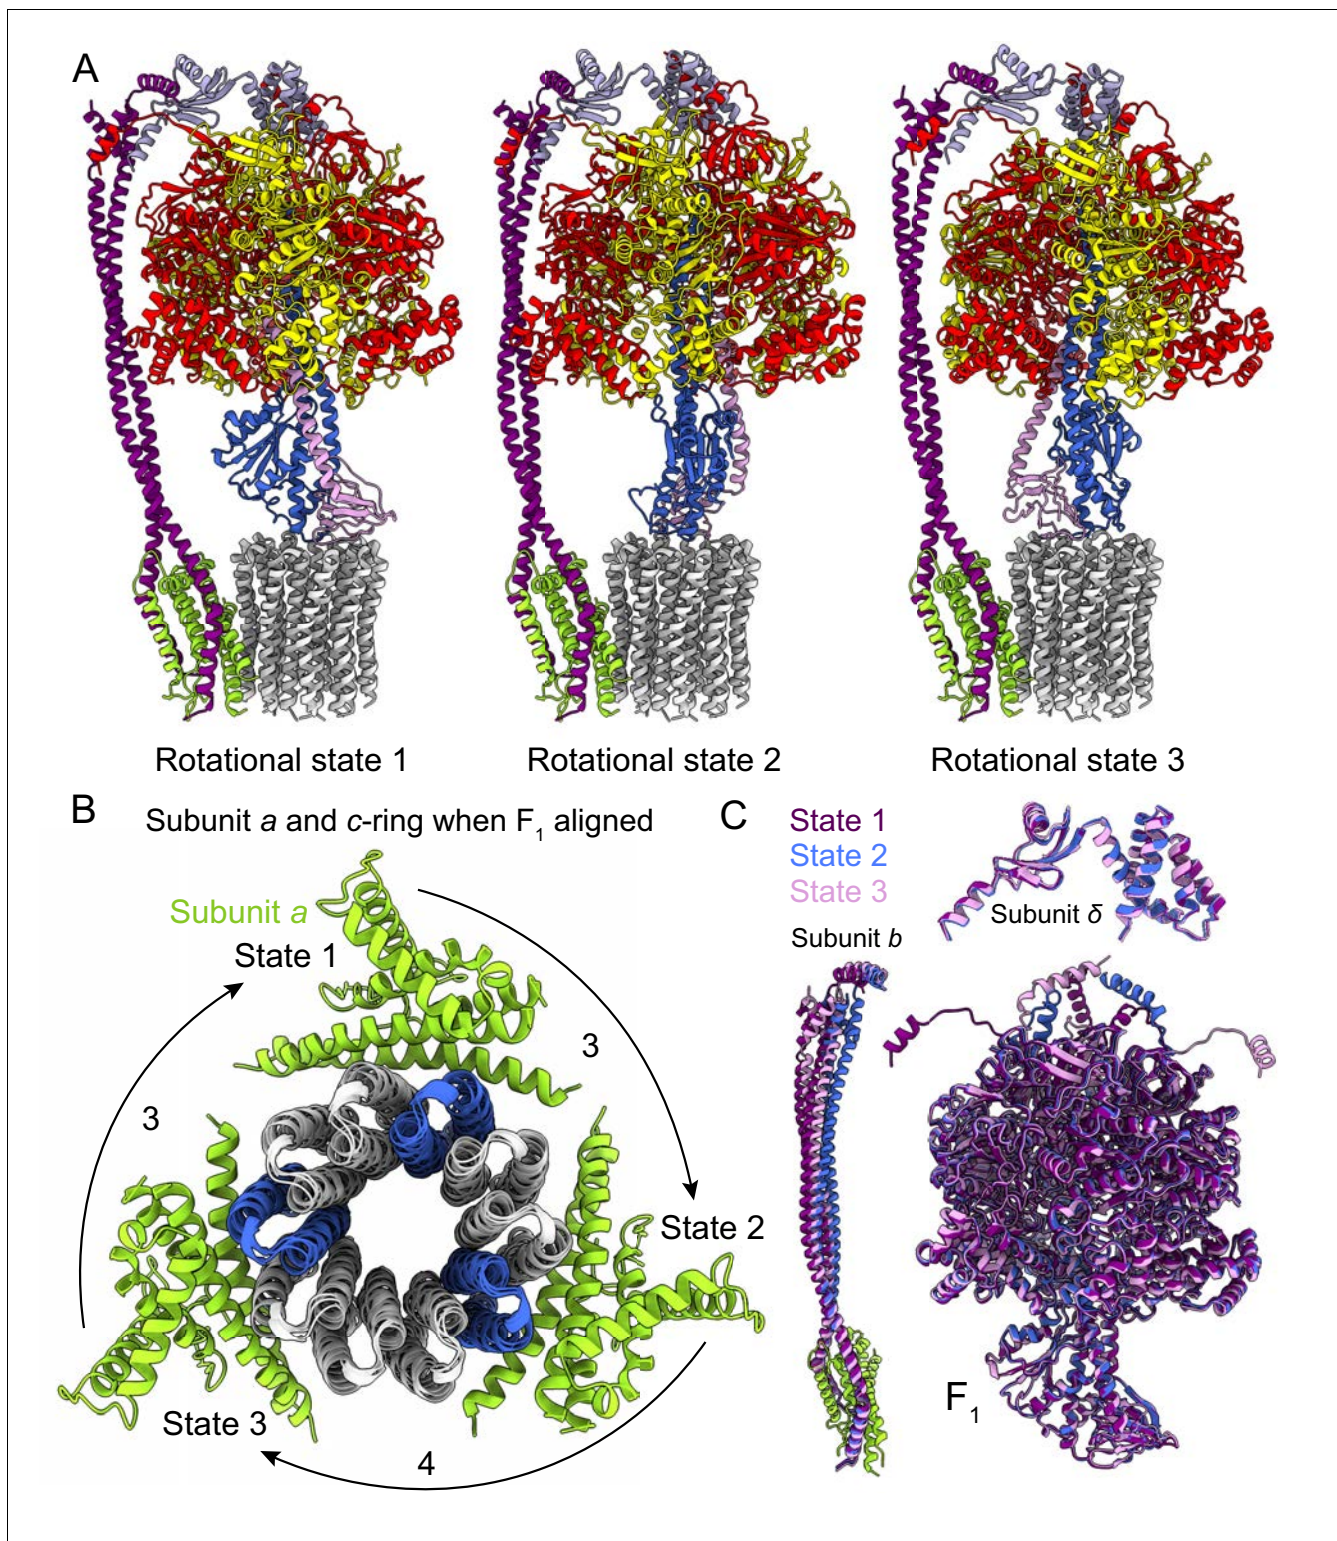 A
Rotational state 1
Rotational state 2
Rotational state 3
B
Subunit a and c-ring when F1 aligned
Subunit a
State 1
3
3
State 2
State 3
4
C
State 1
State 2
State 3
Subunit δ
Subunit b
F1